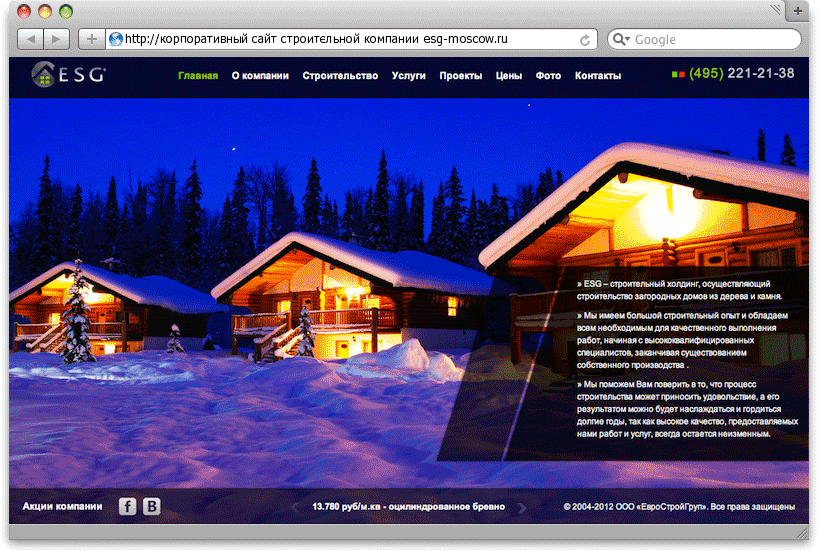 http://корпоративный сайт строительной компании esg-moscow.ru
Google
ESG
Главная О компании Строительство Услуги Проекты Цены Фото Контакты
(495) 221-21-38
» ESG – строительный холдинг, осуществляющий
строительство загородных домов из дерева и камня.
» Мы имеем большой строительный опыт и обладаем
всем необходимым для качественного выполнения
работ, начиная с высококвалифицированных
специалистов, заканчивая существованием
собственного производства .
» Мы поможем Вам поверить в то, что процесс
строительства может приносить удовольствие, а его
результатом можно будет наслаждаться и гордиться
долгие годы, так как высокое качество, предоставляемых
нами работ и услуг, всегда остается неизменным.
Акции компании f B 13.780 руб/м.кв - оцилиндрованное бревно © 2004-2012 ООО «ЕвроСтройГруп». Все права защищены